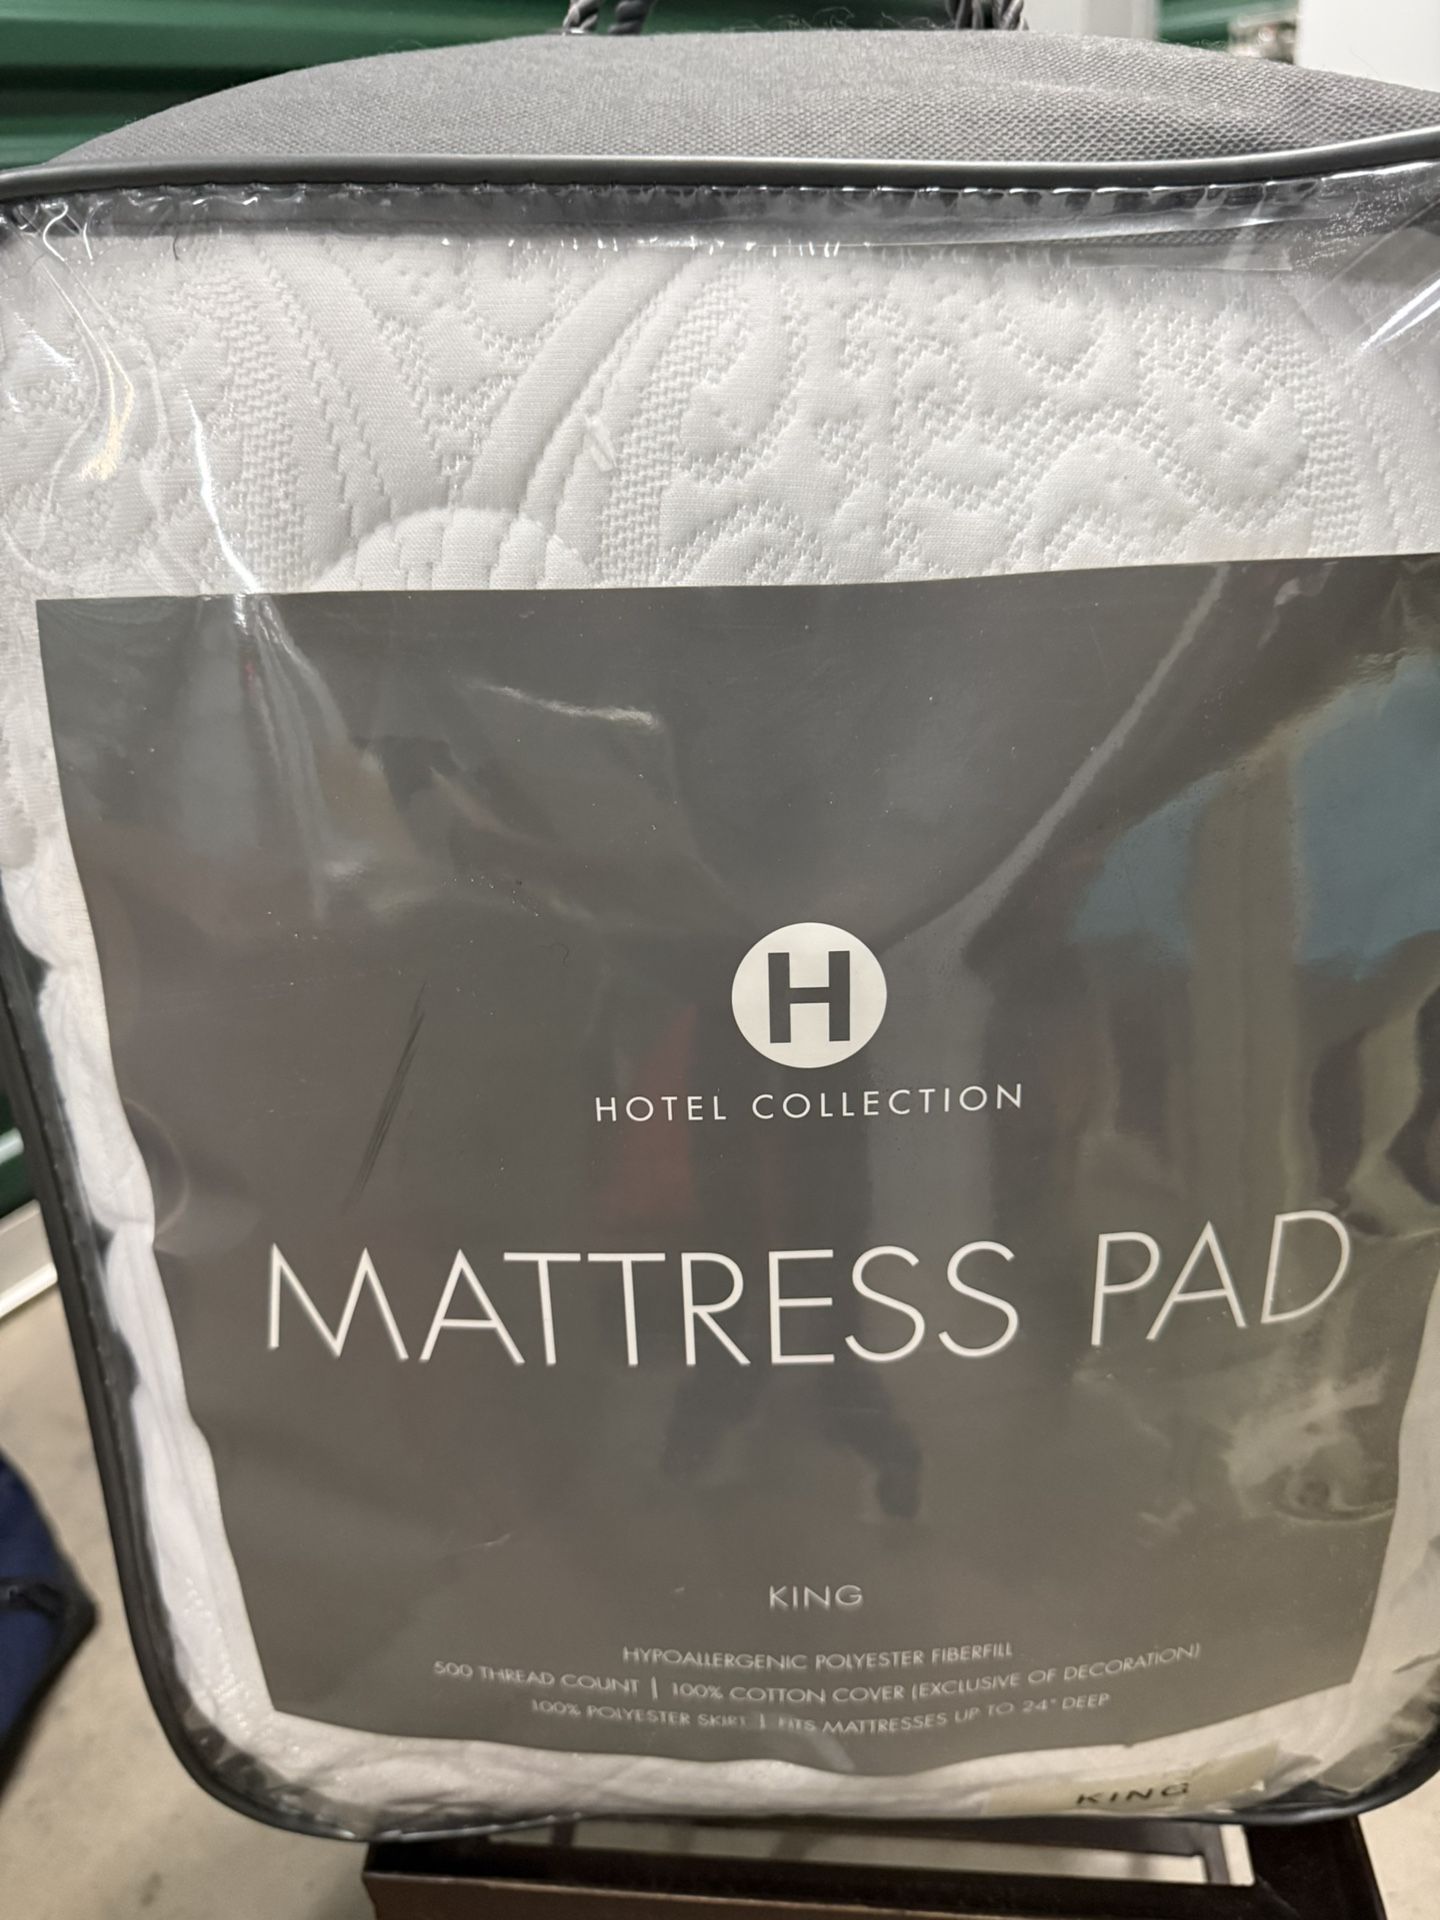 H
HOTEL COLLECTION
MATTRESS PAD
KING
HYPOALLERGENIC POLYESTER FIBERFILL
500 THREAD COUNT | 100% COTTON COVER (EXCLUSIVE OF DECORATION)
100% POLYESTER SKIRT | FITS MATTRESSES UP TO 24" DEEP
KING